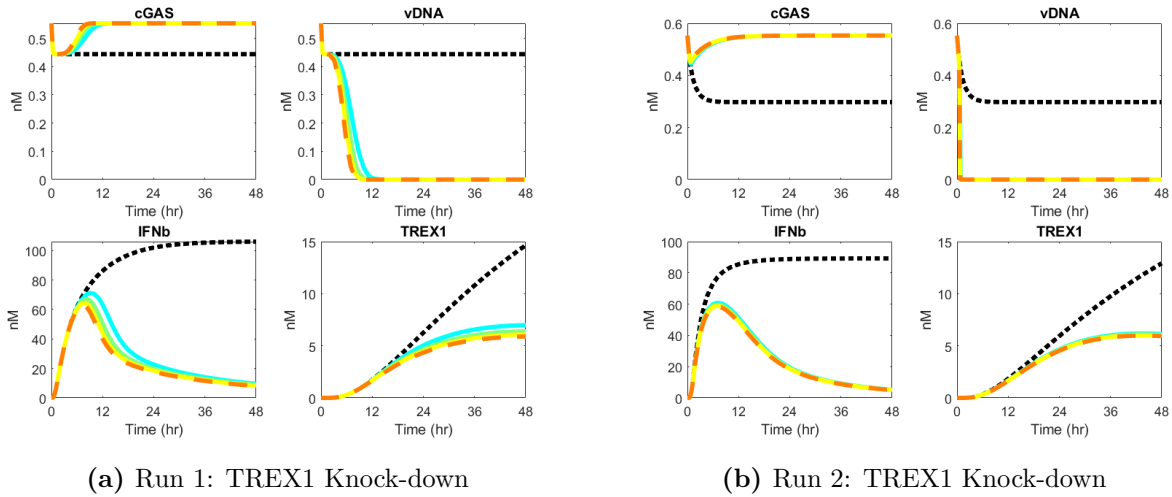 cGAS
vDNA
0.5
0.4
0.3
0.2
0.1
0
nM
0 12 24 36 48
Time (hr)
0.5
0.4
0.3
0.2
0.1
0
nM
0 12 24 36 48
Time (hr)
IFNb
TREX1
100
80
60
40
20
0
nM
0 12 24 36 48
Time (hr)
15
10
5
0
nM
0 12 24 36 48
Time (hr)
(a) Run 1: TREX1 Knock-down
cGAS
vDNA
0.6
0.4
0.2
0
nM
0 12 24 36 48
Time (hr)
0.6
0.4
0.2
0
nM
0 12 24 36 48
Time (hr)
IFNb
TREX1
100
80
60
40
20
0
nM
0 12 24 36 48
Time (hr)
15
10
5
0
nM
0 12 24 36 48
Time (hr)
(b) Run 2: TREX1 Knock-down